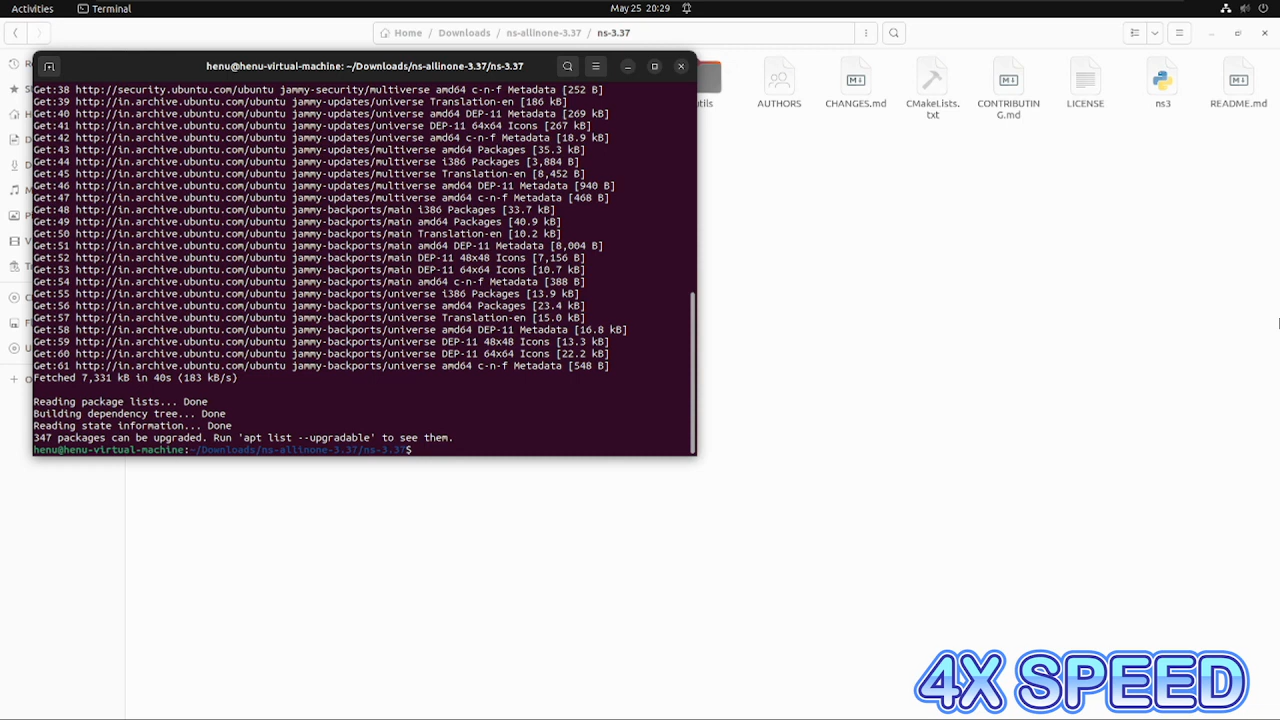 Activities
Terminal
May 25 20:29
Home / Downloads / ns-allinone-3.37 / ns-3.37
henu@henu-virtual-machine: ~/Downloads/ns-allinone-3.37/ns-3.37
AUTHORS
CHANGES.md
CMakeLists.
txt
CONTRIBUTIN
G.md
LICENSE
ns3
README.md
Get:38 http://security.ubuntu.com/ubuntu jammy-security/multiverse amd64 c-n-f Metadata [252 B]
Get:39 http://in.archive.ubuntu.com/ubuntu jammy-updates/universe Translation-en [186 kB]
Get:40 http://in.archive.ubuntu.com/ubuntu jammy-updates/universe amd64 DEP-11 Metadata [269 kB]
Get:41 http://in.archive.ubuntu.com/ubuntu jammy-updates/universe DEP-11 64x64 Icons [267 kB]
Get:42 http://in.archive.ubuntu.com/ubuntu jammy-updates/universe amd64 c-n-f Metadata [18.9 kB]
Get:43 http://in.archive.ubuntu.com/ubuntu jammy-updates/multiverse amd64 Packages [35.3 kB]
Get:44 http://in.archive.ubuntu.com/ubuntu jammy-updates/multiverse i386 Packages [3,884 B]
Get:45 http://in.archive.ubuntu.com/ubuntu jammy-updates/multiverse Translation-en [8,452 B]
Get:46 http://in.archive.ubuntu.com/ubuntu jammy-updates/multiverse amd64 DEP-11 Metadata [940 B]
Get:47 http://in.archive.ubuntu.com/ubuntu jammy-updates/multiverse amd64 c-n-f Metadata [468 B]
Get:48 http://in.archive.ubuntu.com/ubuntu jammy-backports/main i386 Packages [33.7 kB]
Get:49 http://in.archive.ubuntu.com/ubuntu jammy-backports/main amd64 Packages [40.9 kB]
Get:50 http://in.archive.ubuntu.com/ubuntu jammy-backports/main Translation-en [10.2 kB]
Get:51 http://in.archive.ubuntu.com/ubuntu jammy-backports/main amd64 DEP-11 Metadata [8,004 B]
Get:52 http://in.archive.ubuntu.com/ubuntu jammy-backports/main DEP-11 48x48 Icons [7,156 B]
Get:53 http://in.archive.ubuntu.com/ubuntu jammy-backports/main DEP-11 64x64 Icons [10.7 kB]
Get:54 http://in.archive.ubuntu.com/ubuntu jammy-backports/main amd64 c-n-f Metadata [388 B]
Get:55 http://in.archive.ubuntu.com/ubuntu jammy-backports/universe i386 Packages [13.9 kB]
Get:56 http://in.archive.ubuntu.com/ubuntu jammy-backports/universe amd64 Packages [23.4 kB]
Get:57 http://in.archive.ubuntu.com/ubuntu jammy-backports/universe Translation-en [15.0 kB]
Get:58 http://in.archive.ubuntu.com/ubuntu jammy-backports/universe amd64 DEP-11 Metadata [16.8 kB]
Get:59 http://in.archive.ubuntu.com/ubuntu jammy-backports/universe DEP-11 48x48 Icons [13.3 kB]
Get:60 http://in.archive.ubuntu.com/ubuntu jammy-backports/universe DEP-11 64x64 Icons [22.2 kB]
Get:61 http://in.archive.ubuntu.com/ubuntu jammy-backports/universe amd64 c-n-f Metadata [548 B]
Fetched 7,331 kB in 40s (183 kB/s)
Reading package lists... Done
Building dependency tree... Done
Reading state information... Done
347 packages can be upgraded. Run 'apt list --upgradable' to see them.
henu@henu-virtual-machine:~/Downloads/ns-allinone-3.37/ns-3.37$
4X SPEED